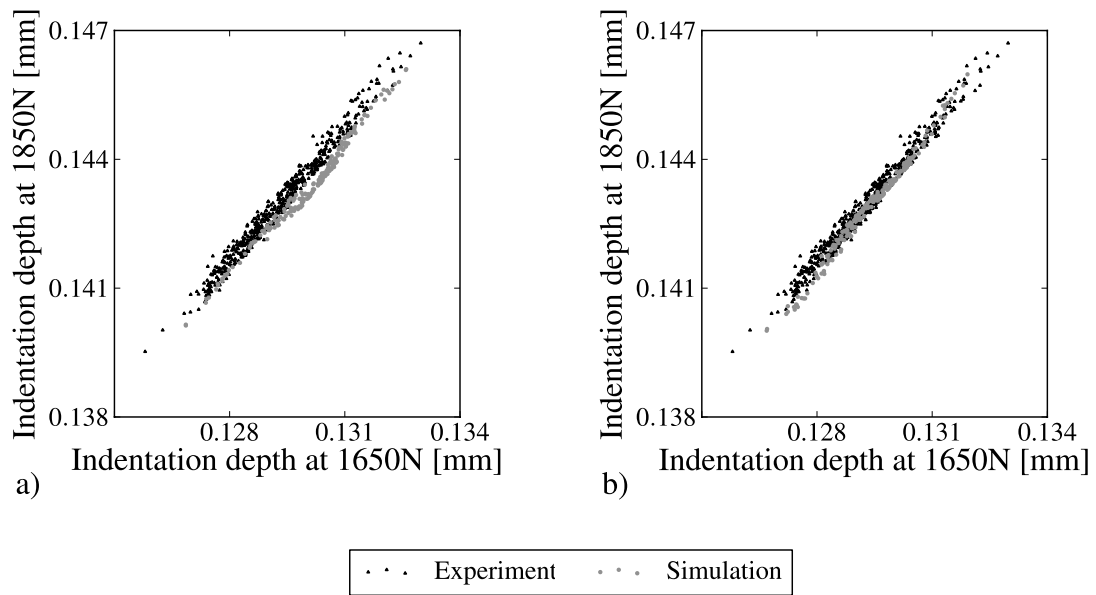 Indentation depth at 1850N [mm]
0.147
0.144
0.141
0.138
0.128
0.131
0.134
Indentation depth at 1650N [mm]
a)
Indentation depth at 1850N [mm]
0.147
0.144
0.141
0.138
0.128
0.131
0.134
Indentation depth at 1650N [mm]
b)
Experiment
Simulation